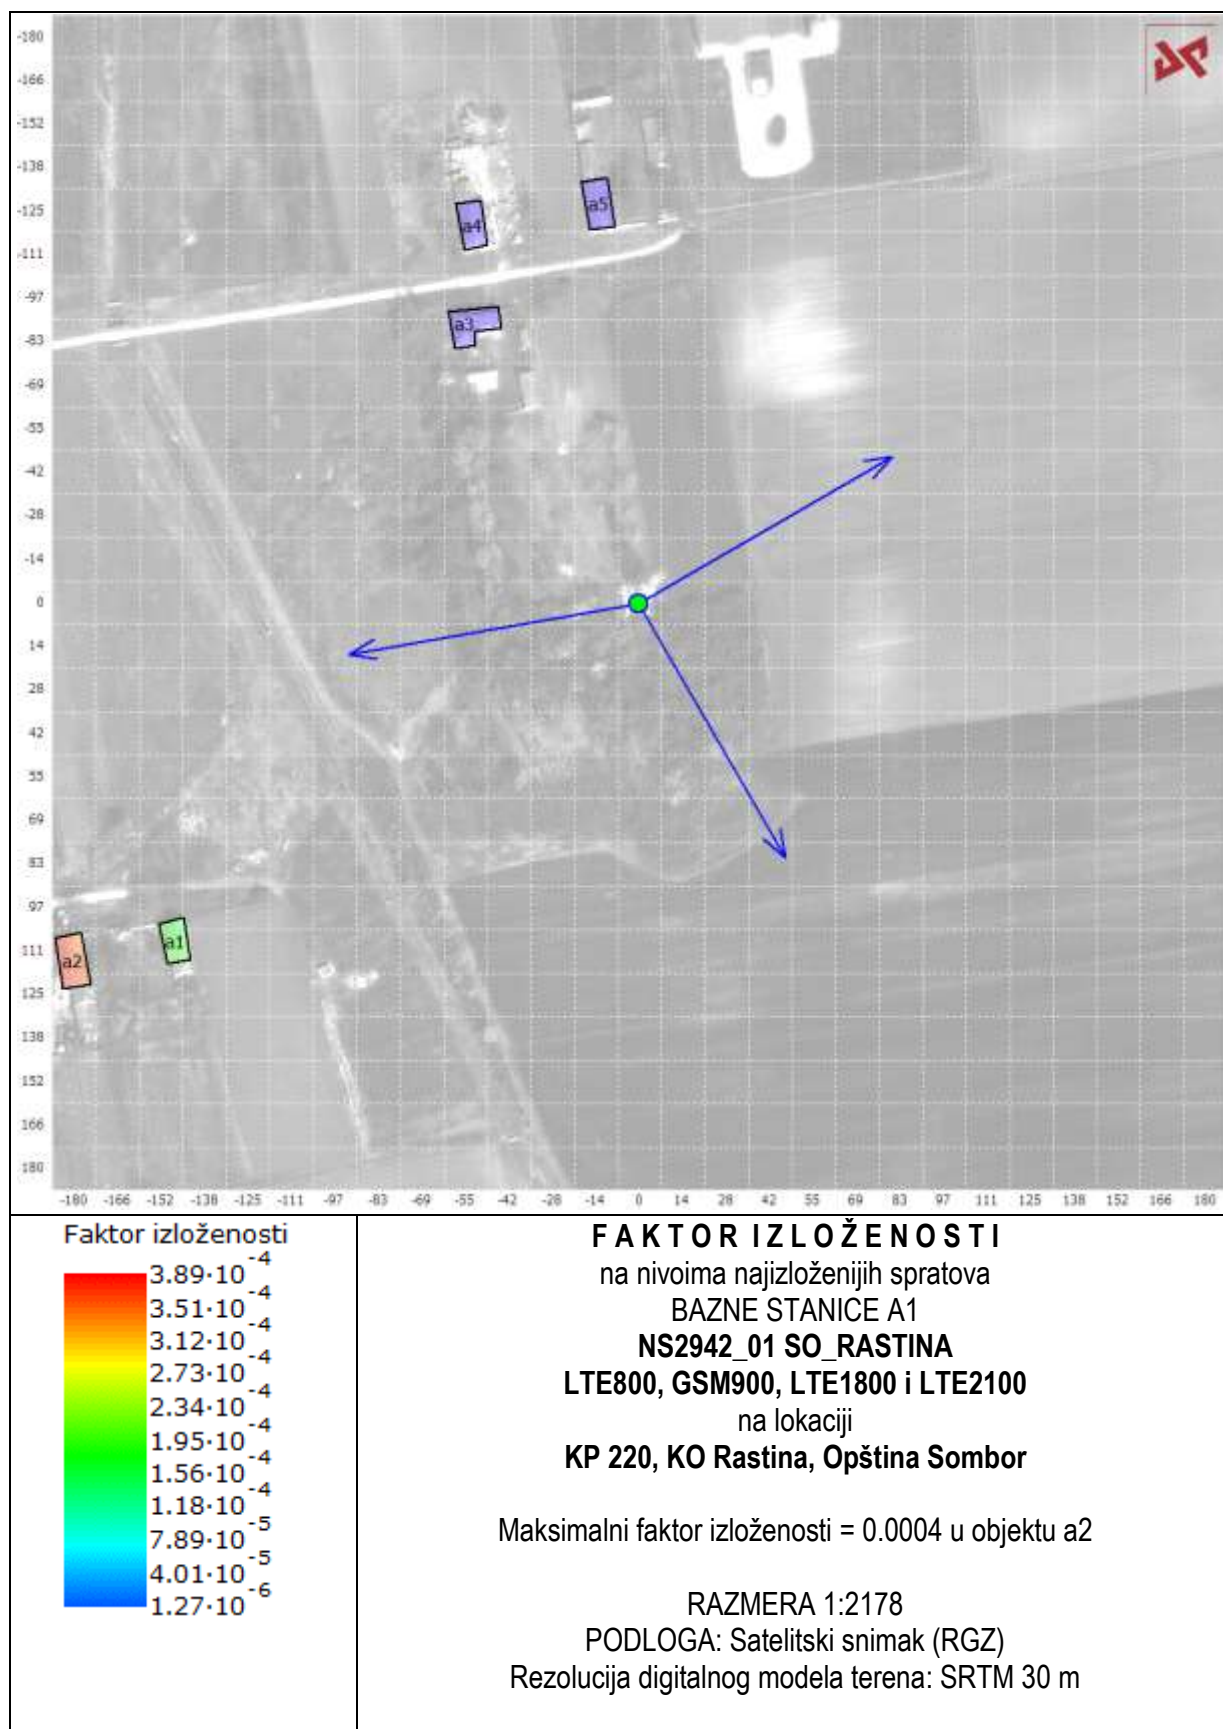 -180
-166
-152
-138
-125
-111
-97
-83
-69
-55
-42
-28
-14
0
14
28
42
55
69
83
97
111
125
138
152
166
180
a5
a4
a3
a1
a2
-180 -166 -152 -138 -125 -111 -97 -83 -69 -55 -42 -28 -14 0 14 28 42 55 69 83 97 111 125 138 152 166 180
Faktor izloženosti
3.89·10⁻⁴
3.51·10⁻⁴
3.12·10⁻⁴
2.73·10⁻⁴
2.34·10⁻⁴
1.95·10⁻⁴
1.56·10⁻⁴
1.18·10⁻⁴
7.89·10⁻⁵
4.01·10⁻⁵
1.27·10⁻⁶
FAKTOR IZLOŽENOSTI
na nivoima najizloženijih spratova
BAZNE STANICE A1
NS2942_01 SO_RASTINA
LTE800, GSM900, LTE1800 i LTE2100
na lokaciji
KP 220, KO Rastina, Opština Sombor
Maksimalni faktor izloženosti = 0.0004 u objektu a2
RAZMERA 1:2178
PODLOGA: Satelitski snimak (RGZ)
Rezolucija digitalnog modela terena: SRTM 30 m